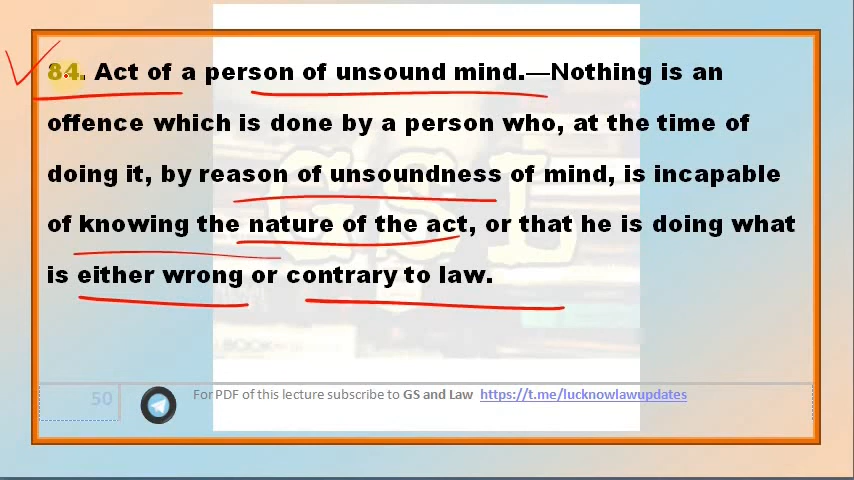 84. Act of a person of unsound mind.—Nothing is an
offence which is done by a person who, at the time of
doing it, by reason of unsoundness of mind, is incapable
of knowing the nature of the act, or that he is doing what
is either wrong or contrary to law.
GSL
BOOK
50
For PDF of this lecture subscribe to GS and Law https://t.me/lucknowlawupdates